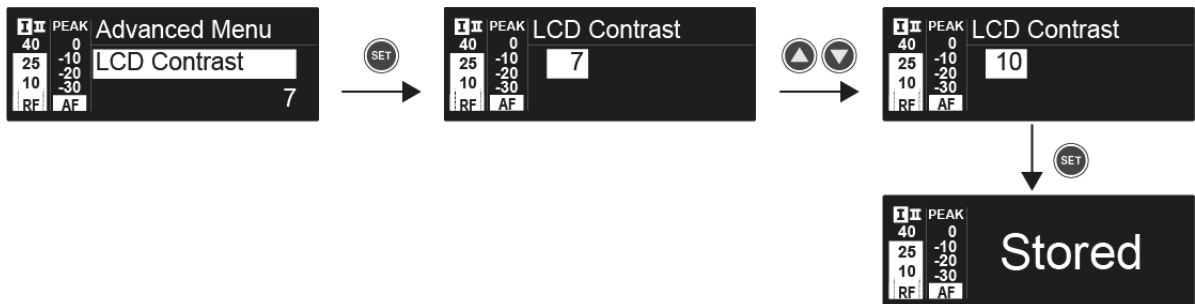 I II PEAK Advanced Menu
40 0
25 -10 LCD Contrast
-20
10 -30
RF AF 7
SET
I II PEAK LCD Contrast
40 0
25 -10 7
-20
10 -30
RF AF
I II PEAK LCD Contrast
40 0
25 -10 10
-20
10 -30
RF AF
SET
I II PEAK
40 0
25 -10 Stored
-20
10 -30
RF AF